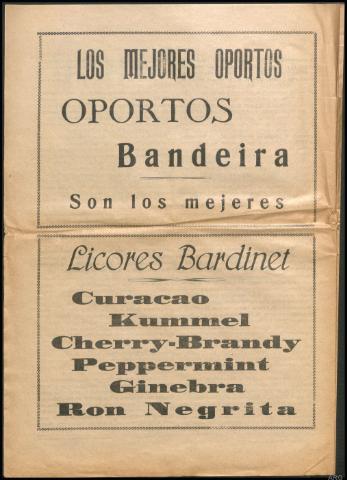 LOS MEJORES OPORTOS
OPORTOS
Bandeira
Son los mejeres
Licores Bardinet
Curacao
Kummel
Cherry-Brandy
Peppermint
Ginebra
Ron Negrita